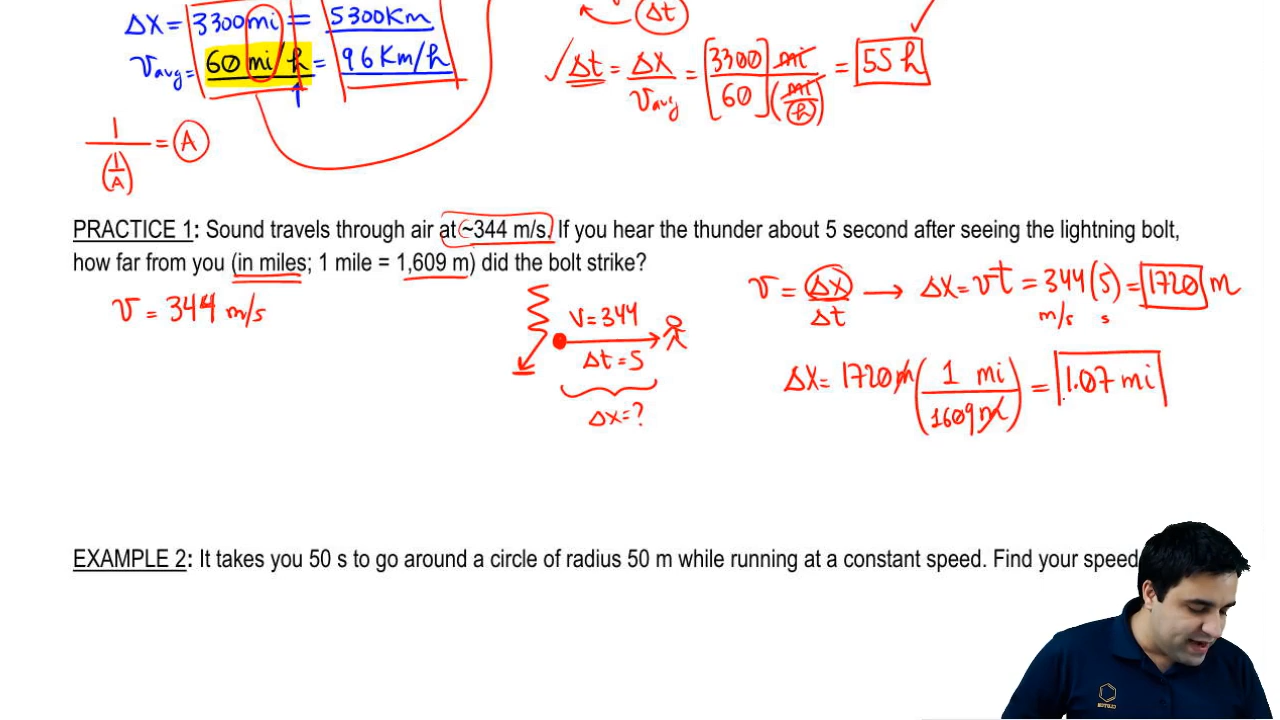 Δx = 3300 mi = 5300 Km
v avg = 60 mi/h = 96 Km/h
Δt
✓ Δt = Δx / v avg = [3300 / 60] mi / (mi/h) = 55 h
1 / (1/A) = A
PRACTICE 1: Sound travels through air at ~344 m/s. If you hear the thunder about 5 second after seeing the lightning bolt,
how far from you (in miles; 1 mile = 1,609 m) did the bolt strike?
v = 344 m/s
V = 344
Δt = 5
Δx = ?
v = Δx / Δt → Δx = vt = 344 (5) = 1720 m
m/s s
Δx = 1720 m (1 mi / 1609 m) = 1.07 mi
EXAMPLE 2: It takes you 50 s to go around a circle of radius 50 m while running at a constant speed. Find your speed